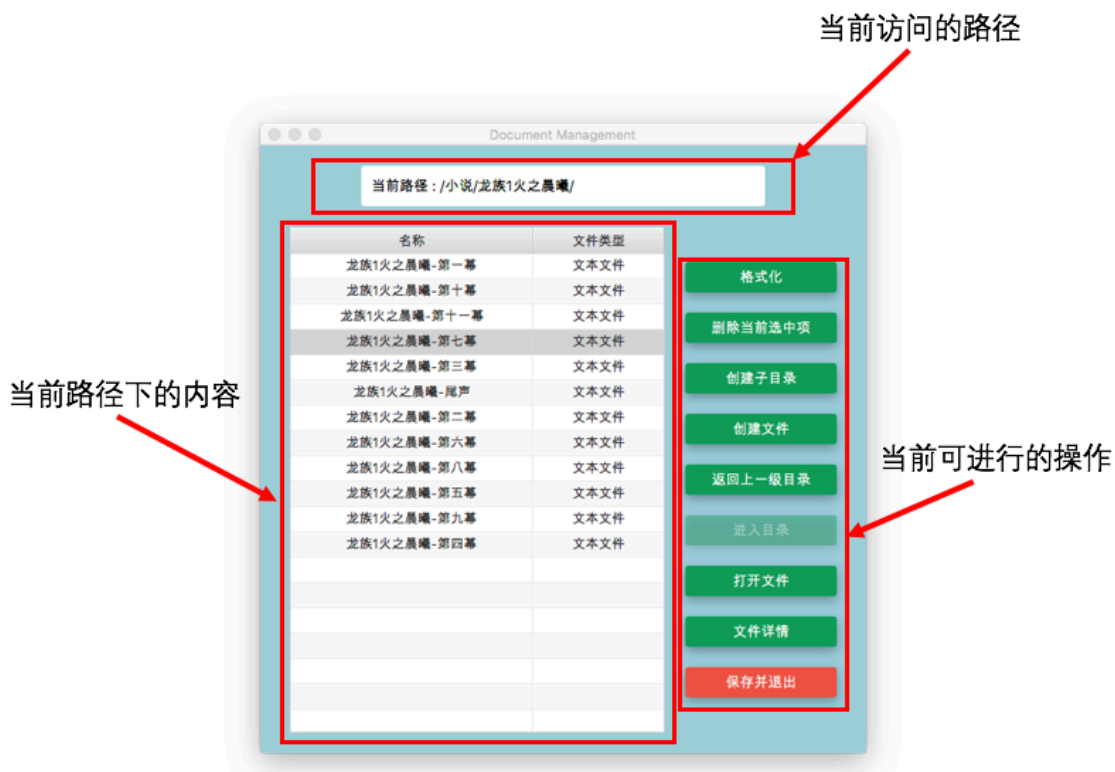 当前访问的路径
Document Management
当前路径：/小说/龙族1火之晨曦/
名称 文件类型
龙族1火之晨曦-第一幕 文本文件
龙族1火之晨曦-第十幕 文本文件
龙族1火之晨曦-第十一幕 文本文件
龙族1火之晨曦-第七幕 文本文件
龙族1火之晨曦-第三幕 文本文件
龙族1火之晨曦-尾声 文本文件
龙族1火之晨曦-第二幕 文本文件
龙族1火之晨曦-第六幕 文本文件
龙族1火之晨曦-第八幕 文本文件
龙族1火之晨曦-第五幕 文本文件
龙族1火之晨曦-第九幕 文本文件
龙族1火之晨曦-第四幕 文本文件
格式化
删除当前选中项
创建子目录
创建文件
返回上一级目录
进入目录
打开文件
文件详情
保存并退出
当前路径下的内容
当前可进行的操作